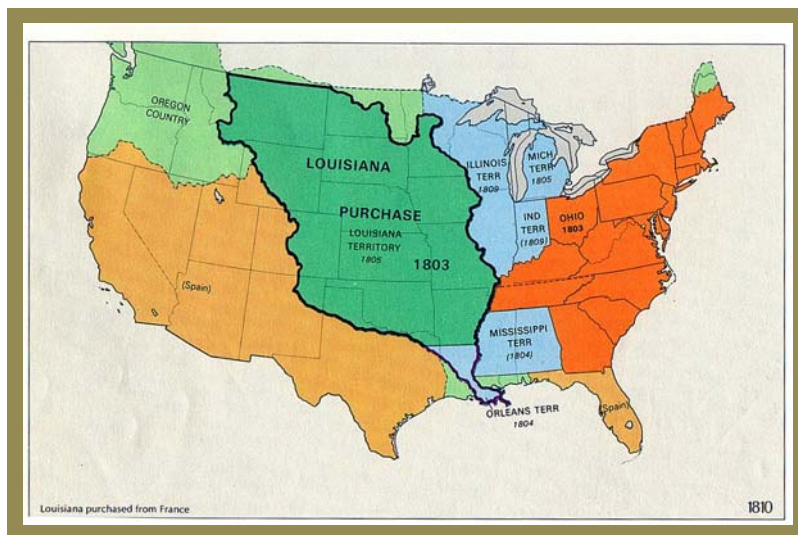 OREGON
COUNTRY
LOUISIANA
PURCHASE
LOUISIANA
TERRITORY
1805
1803
ILLINOIS
TERR
1809
MICH
TERR
1805
IND
TERR
(1809)
OHIO
1803
(Spain)
MISSISSIPPI
TERR
(1804)
ORLEANS TERR
1804
(Spain)
Louisiana purchased from France
1810